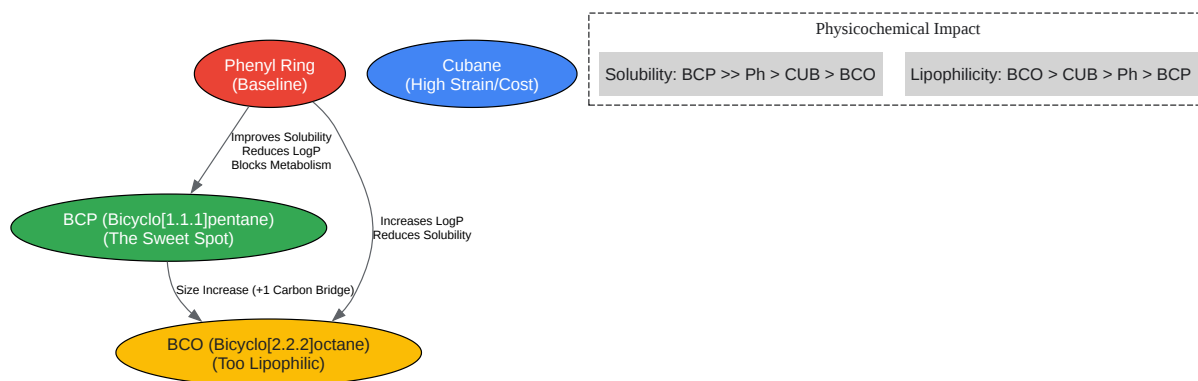 Phenyl Ring
(Baseline)
Cubane
(High Strain/Cost)
Physicochemical Impact
Solubility: BCP >> Ph > CUB > BCO
Lipophilicity: BCO > CUB > Ph > BCP
Improves Solubility
Reduces LogP
Blocks Metabolism
BCP (Bicyclo[1.1.1]pentane)
(The Sweet Spot)
Increases LogP
Reduces Solubility
Size Increase (+1 Carbon Bridge)
BCO (Bicyclo[2.2.2]octane)
(Too Lipophilic)